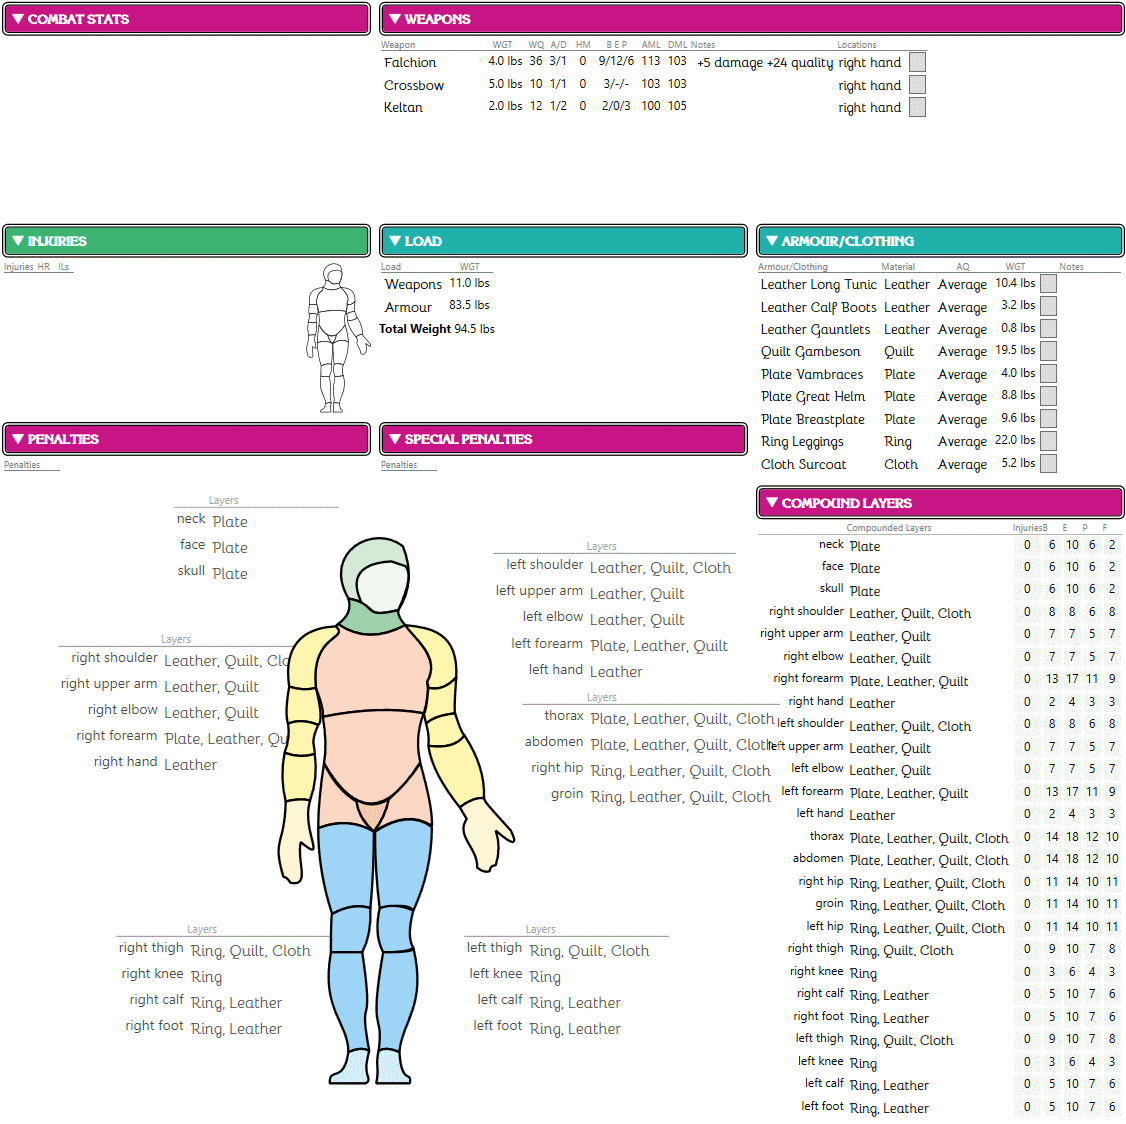 ▼ COMBAT STATS
▼ WEAPONS
Weapon WGT WQ A/D HM B E P AML DML Notes Locations
Falchion 4.0 lbs 36 3/1 0 9/12/6 113 103 +5 damage +24 quality right hand
Crossbow 5.0 lbs 10 1/1 0 3/-/- 103 103 right hand
Keltan 2.0 lbs 12 1/2 0 2/0/3 100 105 right hand
▼ INJURIES
Injuries HR ILs
▼ LOAD
Load WGT
Weapons 11.0 lbs
Armour 83.5 lbs
Total Weight 94.5 lbs
▼ ARMOUR/CLOTHING
Armour/Clothing Material AQ WGT Notes
Leather Long Tunic Leather Average 10.4 lbs
Leather Calf Boots Leather Average 3.2 lbs
Leather Gauntlets Leather Average 0.8 lbs
Quilt Gambeson Quilt Average 19.5 lbs
Plate Vambraces Plate Average 4.0 lbs
Plate Great Helm Plate Average 8.8 lbs
Plate Breastplate Plate Average 9.6 lbs
Ring Leggings Ring Average 22.0 lbs
Cloth Surcoat Cloth Average 5.2 lbs
▼ PENALTIES
Penalties
▼ SPECIAL PENALTIES
Penalties
Layers
neck Plate
face Plate
skull Plate
Layers
right shoulder Leather, Quilt, Clo
right upper arm Leather, Quilt
right elbow Leather, Quilt
right forearm Plate, Leather, Qu
right hand Leather
Layers
left shoulder Leather, Quilt, Cloth
left upper arm Leather, Quilt
left elbow Leather, Quilt
left forearm Plate, Leather, Quilt
left hand Leather
Layers
thorax Plate, Leather, Quilt, Cloth
abdomen Plate, Leather, Quilt, Cloth
right hip Ring, Leather, Quilt, Cloth
groin Ring, Leather, Quilt, Cloth
Layers
right thigh Ring, Quilt, Cloth
right knee Ring
right calf Ring, Leather
right foot Ring, Leather
Layers
left thigh Ring, Quilt, Cloth
left knee Ring
left calf Ring, Leather
left foot Ring, Leather
▼ COMPOUND LAYERS
Compounded Layers Injuries B E P F
neck Plate 0 6 10 6 2
face Plate 0 6 10 6 2
skull Plate 0 6 10 6 2
right shoulder Leather, Quilt, Cloth 0 8 8 6 8
right upper arm Leather, Quilt 0 7 7 5 7
right elbow Leather, Quilt 0 7 7 5 7
right forearm Plate, Leather, Quilt 0 13 17 11 9
right hand Leather 0 2 4 3 3
left shoulder Leather, Quilt, Cloth 0 8 8 6 8
left upper arm Leather, Quilt 0 7 7 5 7
left elbow Leather, Quilt 0 7 7 5 7
left forearm Plate, Leather, Quilt 0 13 17 11 9
left hand Leather 0 2 4 3 3
thorax Plate, Leather, Quilt, Cloth 0 14 18 12 10
abdomen Plate, Leather, Quilt, Cloth 0 14 18 12 10
right hip Ring, Leather, Quilt, Cloth 0 11 14 10 11
groin Ring, Leather, Quilt, Cloth 0 11 14 10 11
left hip Ring, Leather, Quilt, Cloth 0 11 14 10 11
right thigh Ring, Quilt, Cloth 0 9 10 7 8
right knee Ring 0 3 6 4 3
right calf Ring, Leather 0 5 10 7 6
right foot Ring, Leather 0 5 10 7 6
left thigh Ring, Quilt, Cloth 0 9 10 7 8
left knee Ring 0 3 6 4 3
left calf Ring, Leather 0 5 10 7 6
left foot Ring, Leather 0 5 10 7 6